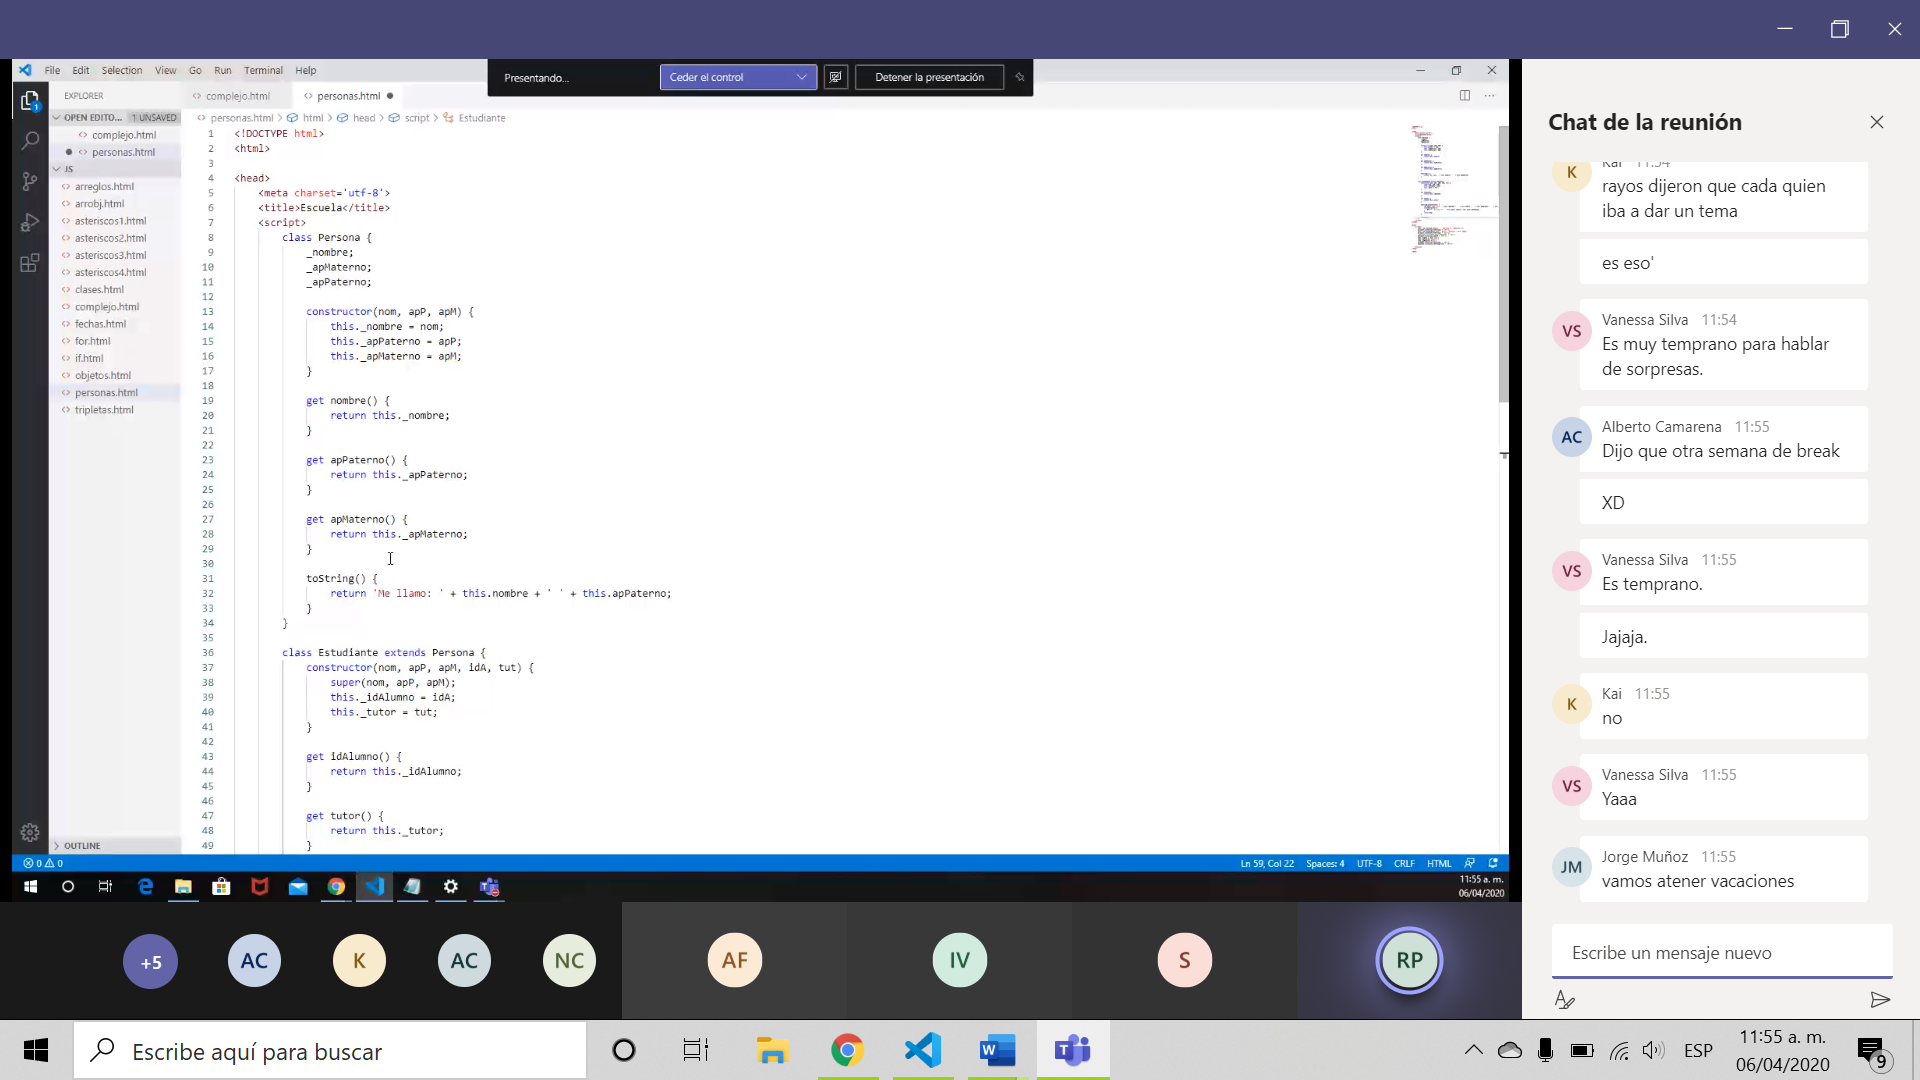 File Edit Selection View Go Run Terminal Help
Presentando...
Ceder el control
Detener la presentación
EXPLORER
complejo.html
personas.html
OPEN EDITO... 1 UNSAVED
complejo.html
personas.html
JS
arreglos.html
arrobj.html
asteriscos1.html
asteriscos2.html
asteriscos3.html
asteriscos4.html
clases.html
complejo.html
fechas.html
for.html
if.html
objetos.html
personas.html
tripletas.html
OUTLINE
personas.html > html > head > script > Estudiante
1 <!DOCTYPE html>
2 <html>
3
4 <head>
5 <meta charset='utf-8'>
6 <title>Escuela</title>
7 <script>
8 class Persona {
9 _nombre;
10 _apMaterno;
11 _apPaterno;
12
13 constructor(nom, apP, apM) {
14 this._nombre = nom;
15 this._apPaterno = apP;
16 this._apMaterno = apM;
17 }
18
19 get nombre() {
20 return this._nombre;
21 }
22
23 get apPaterno() {
24 return this._apPaterno;
25 }
26
27 get apMaterno() {
28 return this._apMaterno;
29 }
30
31 toString() {
32 return 'Me llamo: ' + this.nombre + ' ' + this.apPaterno;
33 }
34 }
35
36 class Estudiante extends Persona {
37 constructor(nom, apP, apM, idA, tut) {
38 super(nom, apP, apM);
39 this._idAlumno = idA;
40 this._tutor = tut;
41 }
42
43 get idAlumno() {
44 return this._idAlumno;
45 }
46
47 get tutor() {
48 return this._tutor;
49 }
0 0
Ln 59, Col 22 Spaces: 4 UTF-8 CRLF HTML
11:55 a. m.
06/04/2020
+5 AC K AC NC AF IV S RP
Chat de la reunión
K Kai 11:54
rayos dijeron que cada quien
iba a dar un tema
es eso'
VS Vanessa Silva 11:54
Es muy temprano para hablar
de sorpresas.
AC Alberto Camarena 11:55
Dijo que otra semana de break
XD
VS Vanessa Silva 11:55
Es temprano.
Jajaja.
K Kai 11:55
no
VS Vanessa Silva 11:55
Yaaa
JM Jorge Muñoz 11:55
vamos atener vacaciones
Escribe un mensaje nuevo
Escribe aquí para buscar
ESP
11:55 a. m.
06/04/2020
9